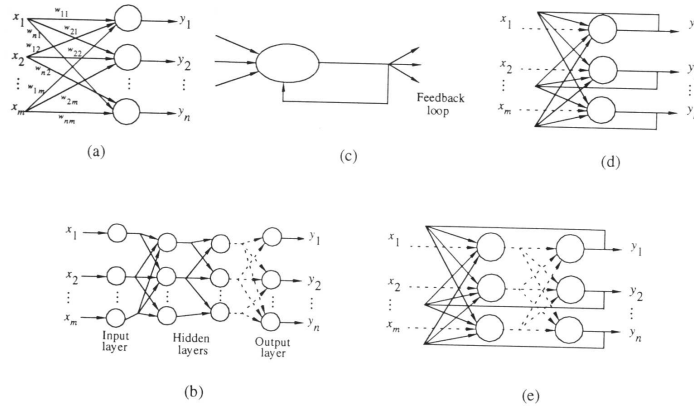 x₁ w₁₁ y₁
wₙ₁ w₂₁
w₁₂
x₂ w₂₂ y₂
wₙ₂
w₁ₘ
w₂ₘ
xₘ wₙₘ yₙ
(a)
Feedback
loop
(c)
x₁
x₂
xₘ
(d)
x₁ y₁
x₂ y₂
xₘ yₙ
Input
layer
Hidden
layers
Output
layer
(b)
x₁ y₁
x₂ y₂
xₘ yₙ
(e)